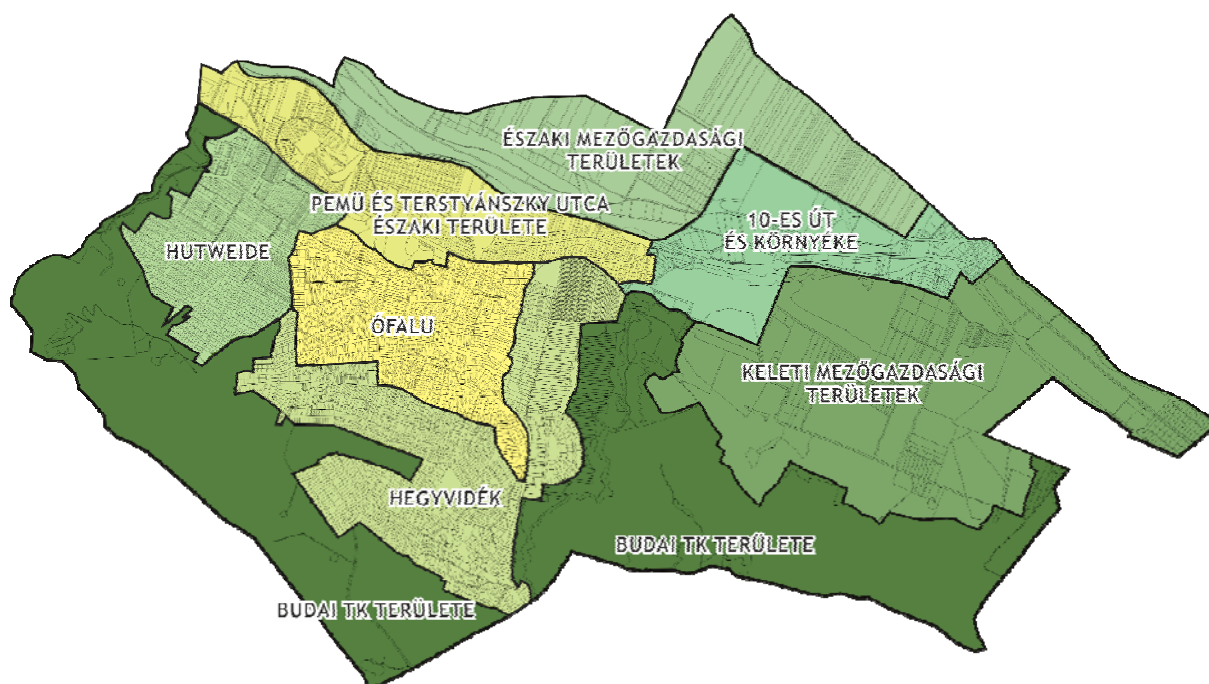 ÉSZAKI MEZŐGAZDASÁGI
TERÜLETEK
PEMÜ ÉS TERSTYÁNSZKY UTCA
ÉSZAKI TERÜLETE
10-ES ÚT
ÉS KÖRNYÉKE
HUTWEIDE
ÓFALU
KELETI MEZŐGAZDASÁGI
TERÜLETEK
HEGYVIDÉK
BUDAI TK TERÜLETE
BUDAI TK TERÜLETE